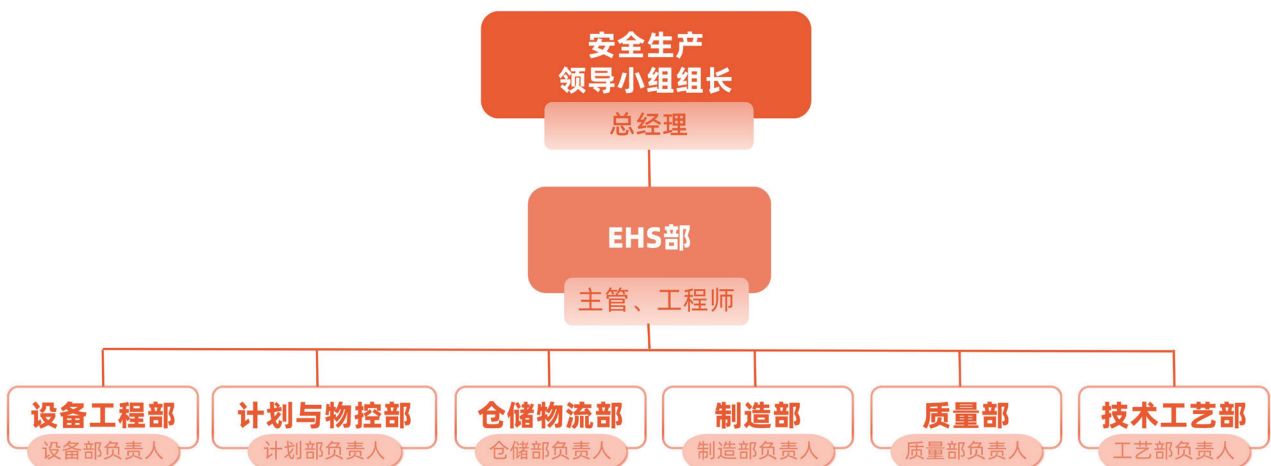 安全生产
领导小组组长
总经理
EHS部
主管、工程师
设备工程部
设备部负责人
计划与物控部
计划部负责人
仓储物流部
仓储部负责人
制造部
制造部负责人
质量部
质量部负责人
技术工艺部
工艺部负责人